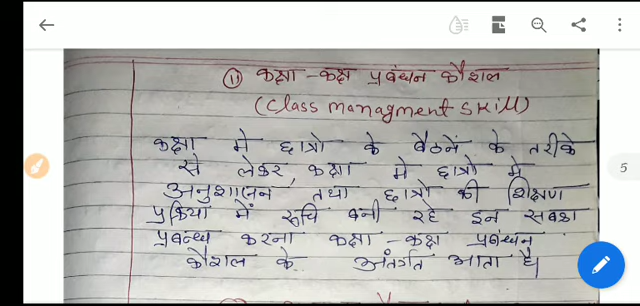 ⑪ कक्षा-कक्ष प्रबंधन कौशल
(Class managment skill)
कक्षा मे छात्रो के बैठनें के तरीके
से लेकर कक्षा मे छात्रो मे
अनुशासन, तथा छात्रो की शिक्षण
प्रक्रिया में रूचि बनी रहे इन सबका
प्रबन्ध करना कक्षा-कक्ष प्रबंधन
कौशल के अंतर्गत आता है।
5